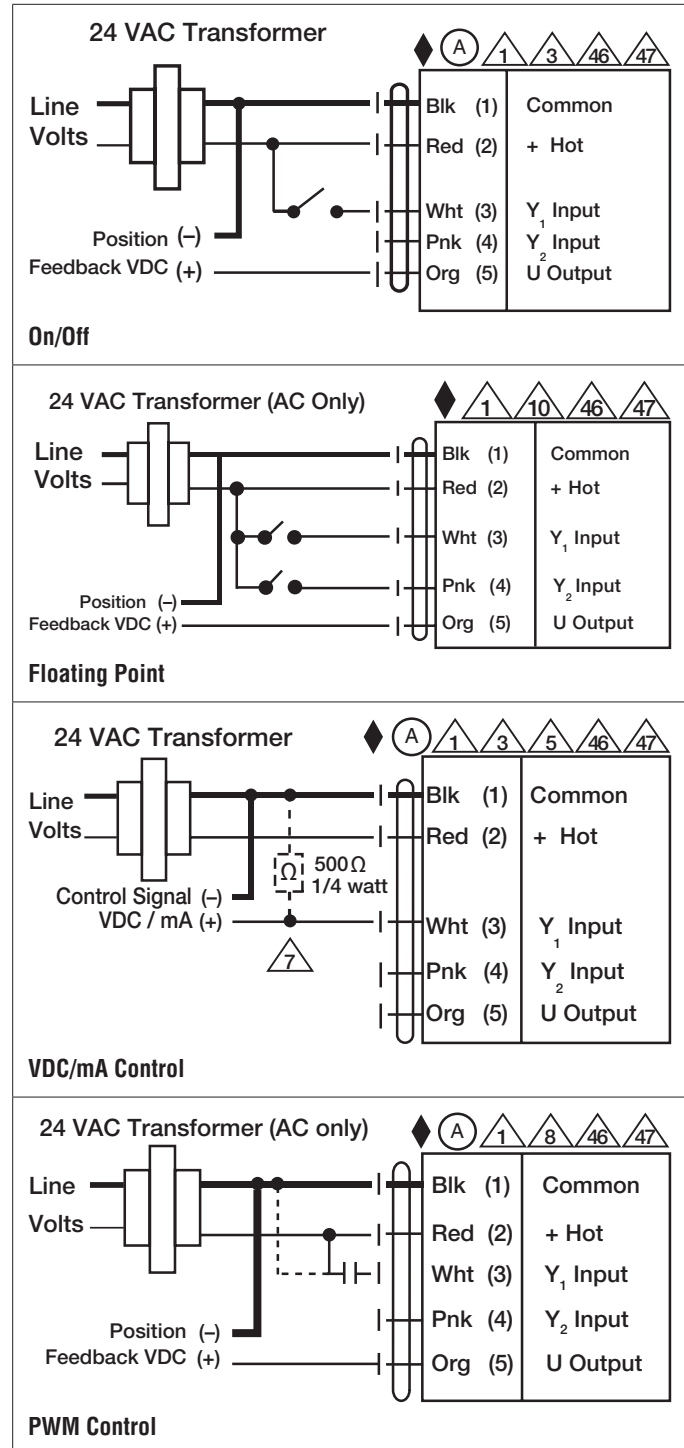 24 VAC Transformer
A 1 3 46 47
Line Volts
Blk (1) Common
Red (2) + Hot
Wht (3) Y1 Input
Pnk (4) Y2 Input
Org (5) U Output
Position (–)
Feedback VDC (+)
On/Off
24 VAC Transformer (AC Only)
1 10 46 47
Line Volts
Blk (1) Common
Red (2) + Hot
Wht (3) Y1 Input
Pnk (4) Y2 Input
Org (5) U Output
Position (–)
Feedback VDC (+)
Floating Point
24 VAC Transformer
A 1 3 5 46 47
Line Volts
Blk (1) Common
Red (2) + Hot
Ω 500Ω
1/4 watt
Control Signal (–)
VDC / mA (+)
7
Wht (3) Y1 Input
Pnk (4) Y2 Input
Org (5) U Output
VDC/mA Control
24 VAC Transformer (AC only)
A 1 8 46 47
Line
Volts
Blk (1) Common
Red (2) + Hot
Wht (3) Y1 Input
Pnk (4) Y2 Input
Org (5) U Output
Position (–)
Feedback VDC (+)
PWM Control